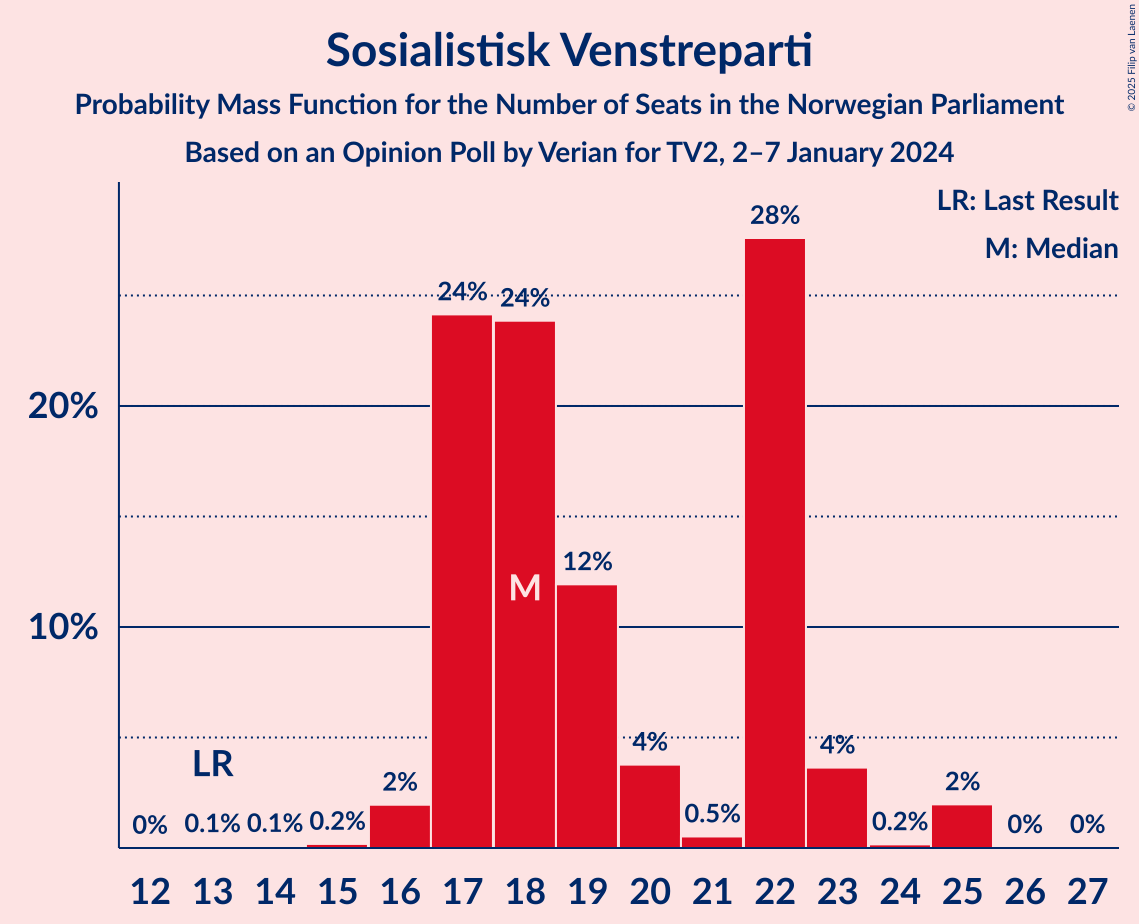 Sosialistisk Venstreparti
Probability Mass Function for the Number of Seats in the Norwegian Parliament
Based on an Opinion Poll by Verian for TV2, 2–7 January 2024
© 2025 Filip van Laenen
LR: Last Result
M: Median
28%
24% 24%
20%
12%
M
10%
4% 4%
LR
2% 2%
0% 0.1% 0.1% 0.2% 0.5% 0.2% 0% 0%
12 13 14 15 16 17 18 19 20 21 22 23 24 25 26 27